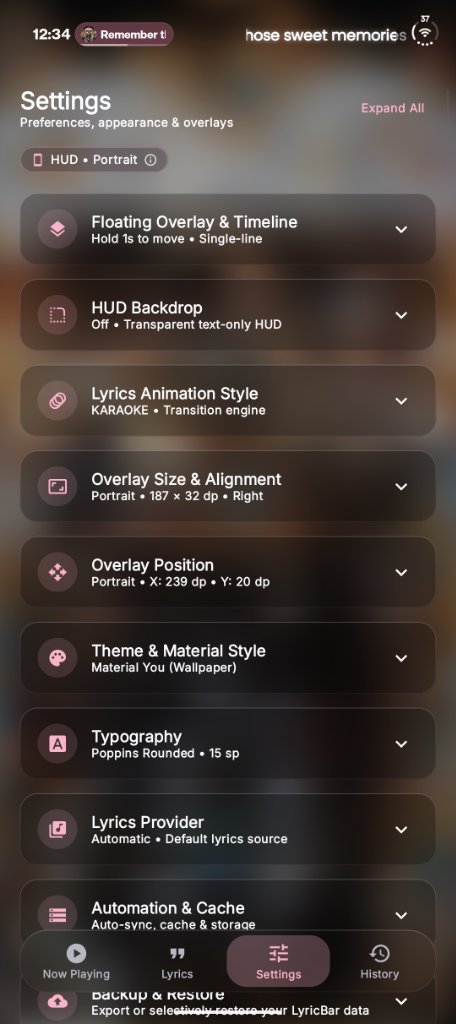 12:34
Remember t
hose sweet memories
37
Settings
Expand All
Preferences, appearance & overlays
HUD • Portrait
Floating Overlay & Timeline
Hold 1s to move • Single-line
HUD Backdrop
Off • Transparent text-only HUD
Lyrics Animation Style
KARAOKE • Transition engine
Overlay Size & Alignment
Portrait • 187 × 32 dp • Right
Overlay Position
Portrait • X: 239 dp • Y: 20 dp
Theme & Material Style
Material You (Wallpaper)
Typography
Poppins Rounded • 15 sp
Lyrics Provider
Automatic • Default lyrics source
Automation & Cache
Auto-sync, cache & storage
Now Playing
Lyrics
Settings
History
Backup & Restore
Export or selectively restore your LyricBar data